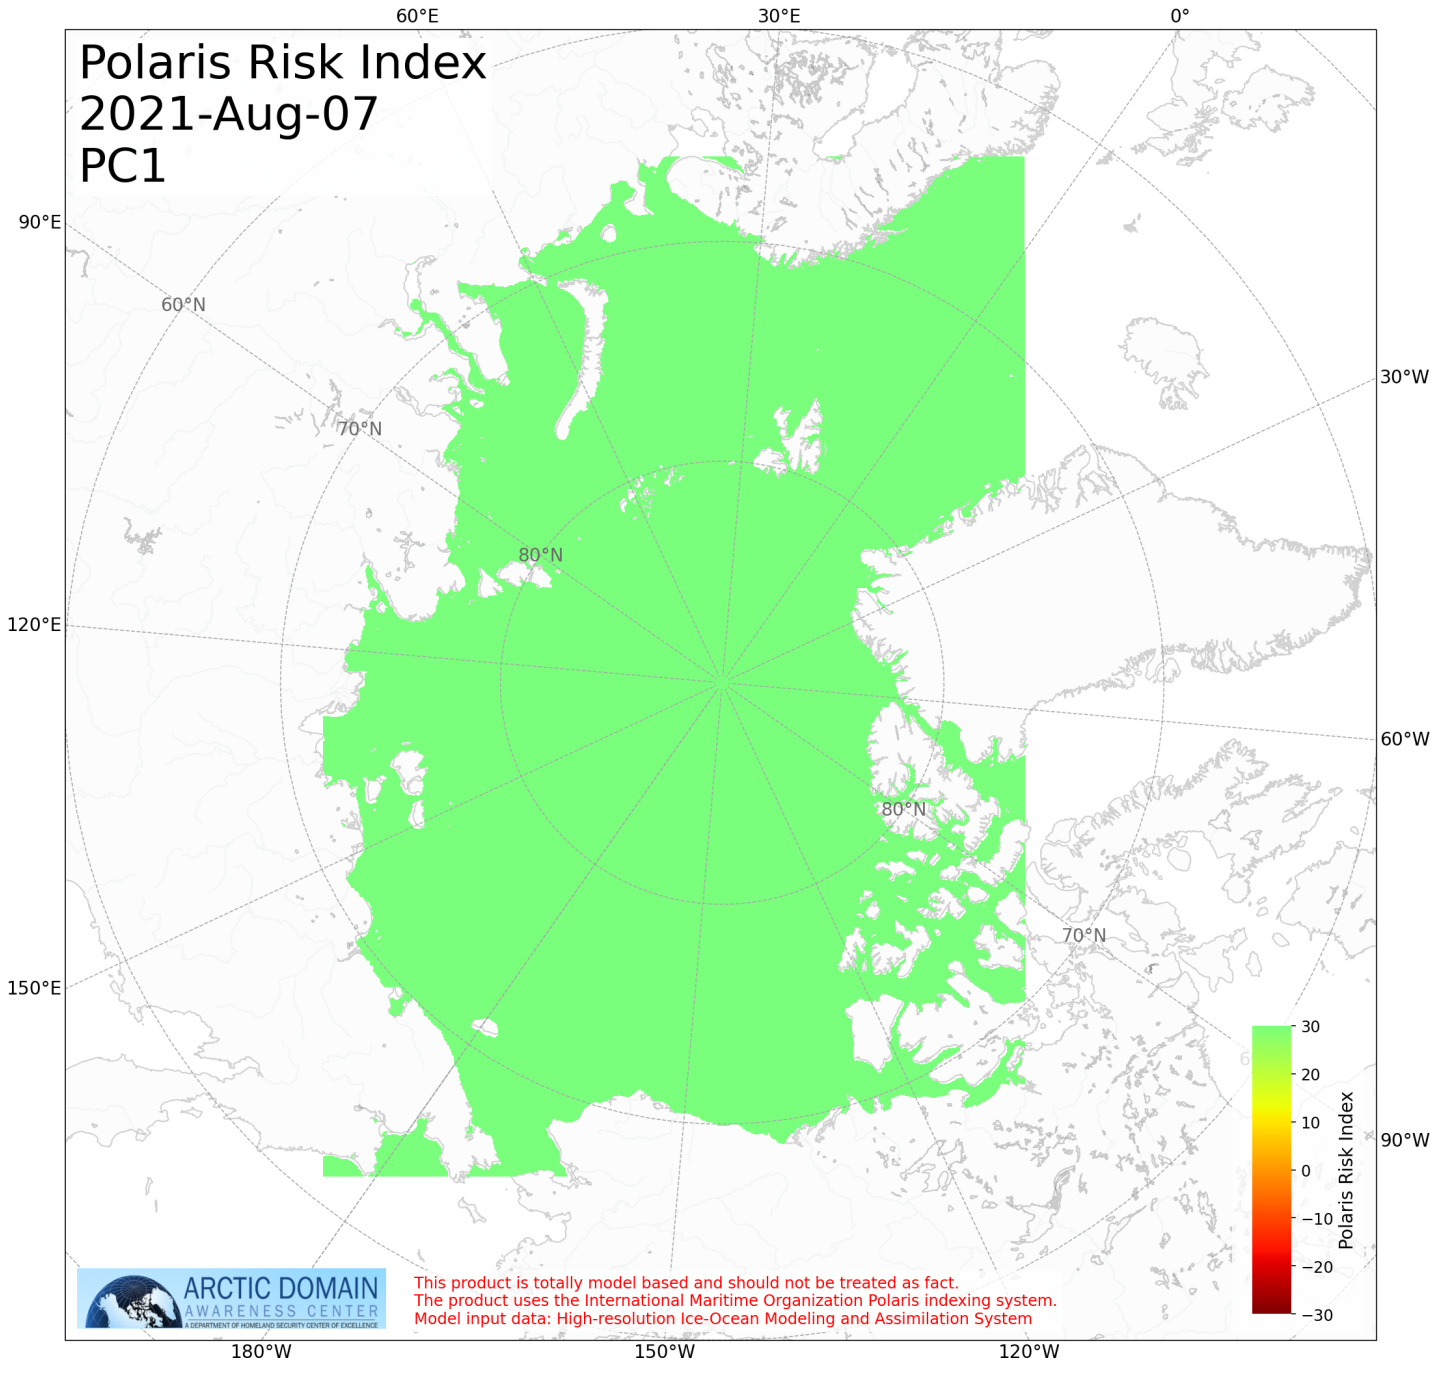 60°E
30°E
0°
Polaris Risk Index
2021-Aug-07
PC1
90°E
60°N
30°W
70°N
80°N
120°E
60°W
80°N
70°N
150°E
30
20
10
0
−10
−20
−30
Polaris Risk Index
90°W
ARCTIC DOMAIN
AWARENESS CENTER
A DEPARTMENT OF HOMELAND SECURITY CENTER OF EXCELLENCE
This product is totally model based and should not be treated as fact.
The product uses the International Maritime Organization Polaris indexing system.
Model input data: High-resolution Ice-Ocean Modeling and Assimilation System
180°W
150°W
120°W